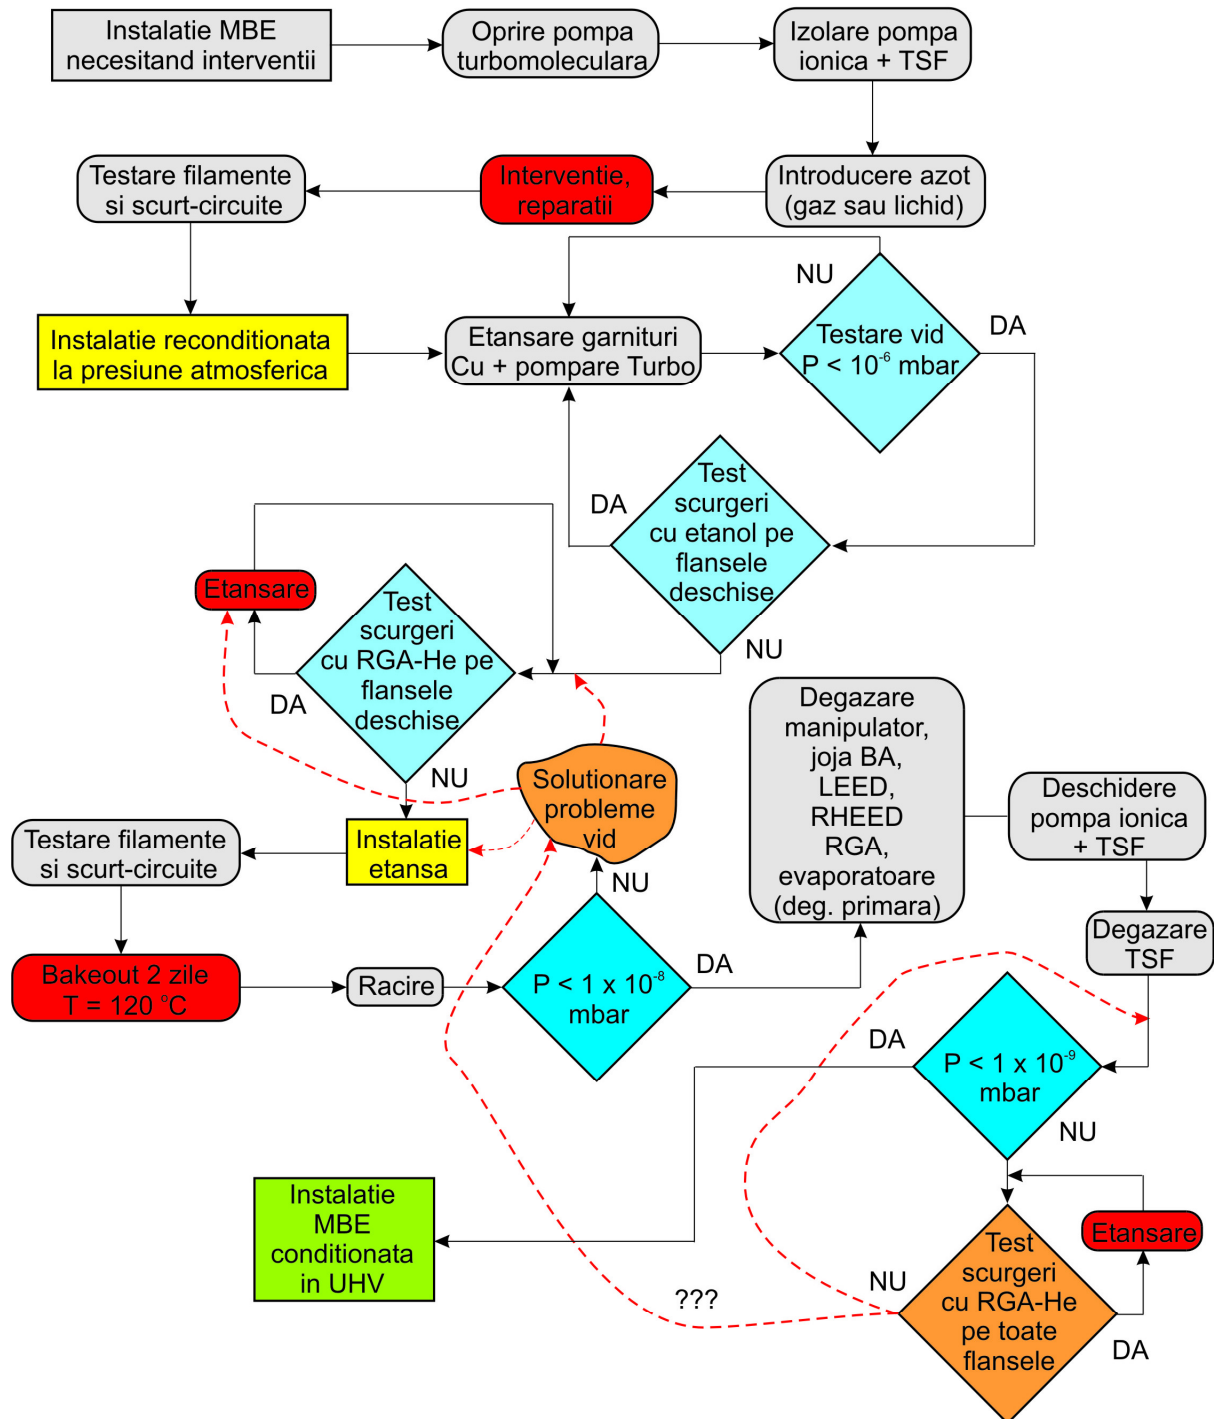 Instalatie MBE
necesitand interventii
Oprire pompa
turbomoleculara
Izolare pompa
ionica + TSF
Testare filamente
si scurt-circuite
Interventie,
reparatii
Introducere azot
(gaz sau lichid)
Instalatie reconditionata
la presiune atmosferica
Etansare garnituri
Cu + pompare Turbo
NU
Testare vid
P < 10⁻⁶ mbar
DA
Test
scurgeri
cu etanol pe
flansele
deschise
DA
NU
Etansare
Test
scurgeri
cu RGA-He pe
flansele
deschise
DA
NU
Solutionare
probleme
vid
Degazare
manipulator,
joja BA,
LEED,
RHEED
RGA,
evaporatoare
(deg. primara)
Deschidere
pompa ionica
+ TSF
Testare filamente
si scurt-circuite
Instalatie
etansa
NU
Degazare
TSF
Bakeout 2 zile
T = 120 °C
Racire
P < 1 x 10⁻⁸
mbar
DA
DA
P < 1 x 10⁻⁹
mbar
NU
Instalatie
MBE
conditionata
in UHV
Etansare
Test
scurgeri
cu RGA-He
pe toate
flansele
NU
DA
???